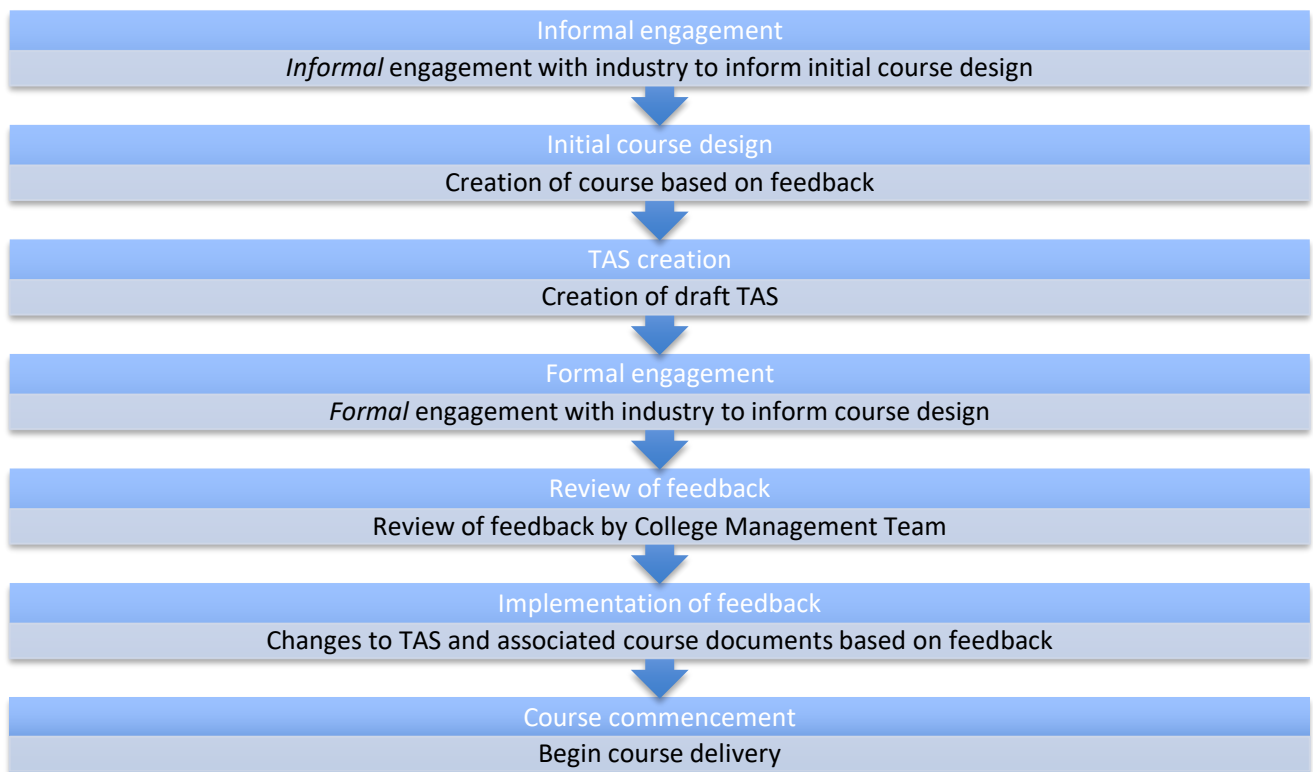 Informal engagement
Informal engagement with industry to inform initial course design
Initial course design
Creation of course based on feedback
TAS creation
Creation of draft TAS
Formal engagement
Formal engagement with industry to inform course design
Review of feedback
Review of feedback by College Management Team
Implementation of feedback
Changes to TAS and associated course documents based on feedback
Course commencement
Begin course delivery